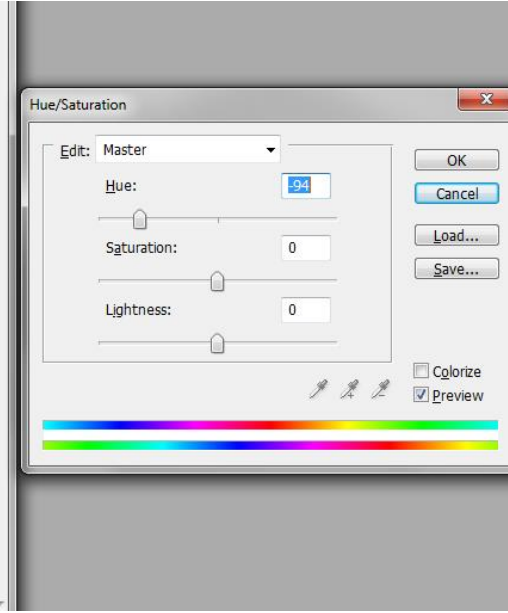 Hue/Saturation
Edit: Master
Hue: -94
Saturation: 0
Lightness: 0
OK
Cancel
Load...
Save...
Colorize
Preview